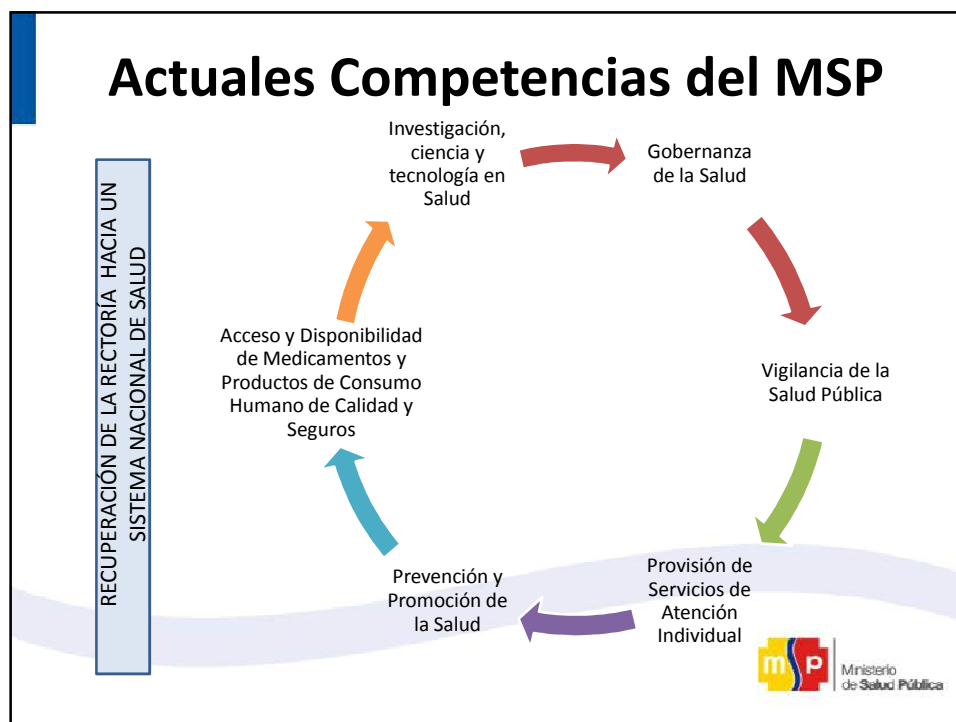 Actuales Competencias del MSP
RECUPERACIÓN DE LA RECTORÍA HACIA UN
SISTEMA NACIONAL DE SALUD
Investigación,
ciencia y
tecnología en
Salud
Gobernanza
de la Salud
Vigilancia de la
Salud Pública
Provisión de
Servicios de
Atención
Individual
Prevención y
Promoción de
la Salud
Acceso y Disponibilidad
de Medicamentos y
Productos de Consumo
Humano de Calidad y
Seguros
msp
Ministerio
de Salud Pública